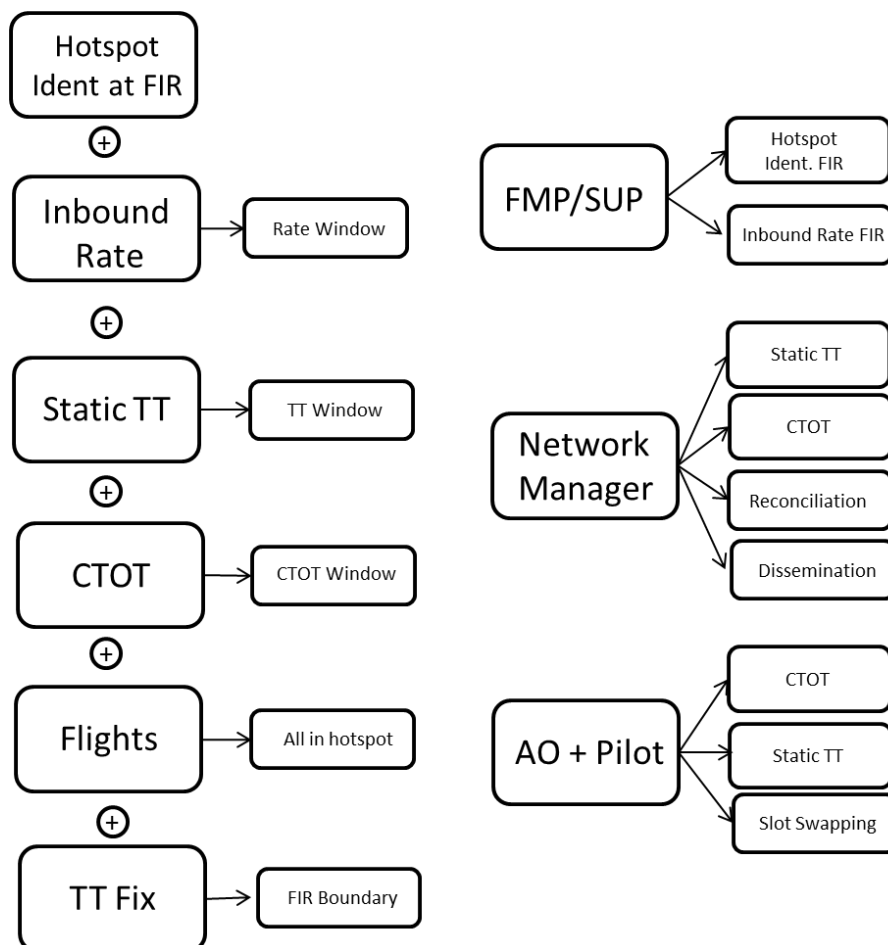 Hotspot
Ident at FIR
+
Inbound
Rate
Rate Window
+
Static TT
TT Window
+
CTOT
CTOT Window
+
Flights
All in hotspot
+
TT Fix
FIR Boundary
FMP/SUP
Hotspot
Ident. FIR
Inbound Rate FIR
Network
Manager
Static TT
CTOT
Reconciliation
Dissemination
AO + Pilot
CTOT
Static TT
Slot Swapping